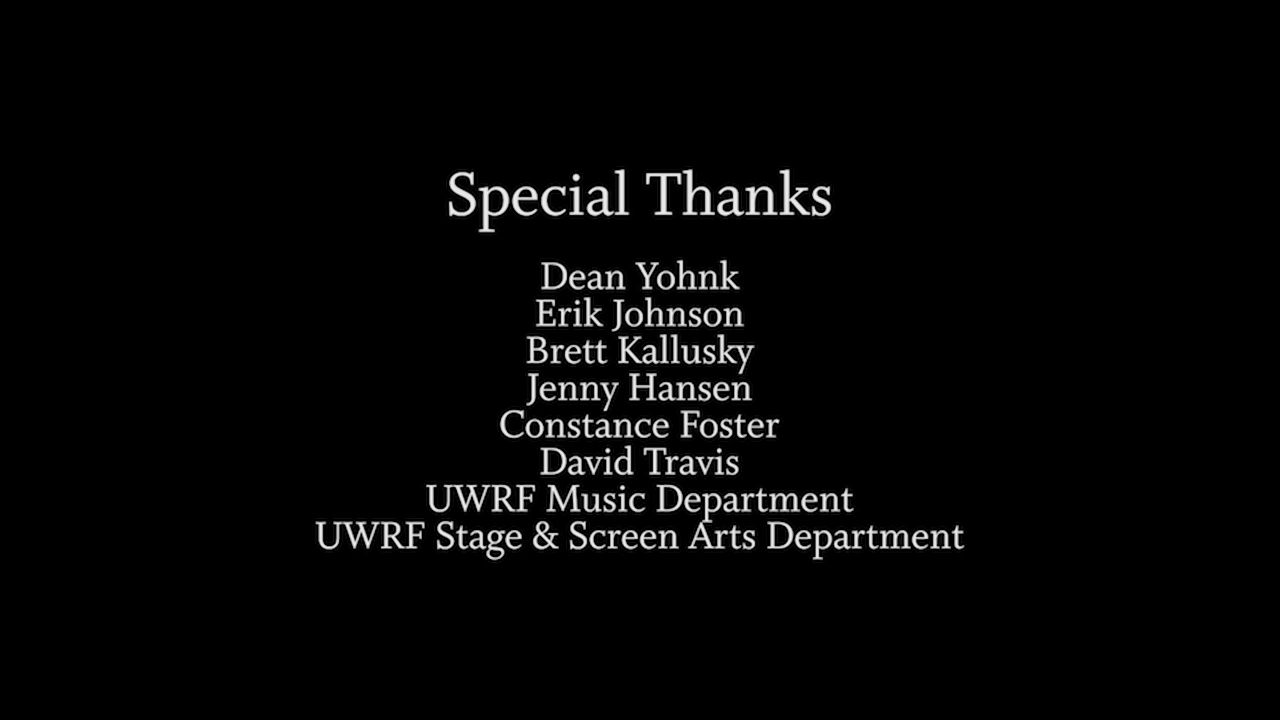 Special Thanks
Dean Yohnk
Erik Johnson
Brett Kallusky
Jenny Hansen
Constance Foster
David Travis
UWRF Music Department
UWRF Stage & Screen Arts Department